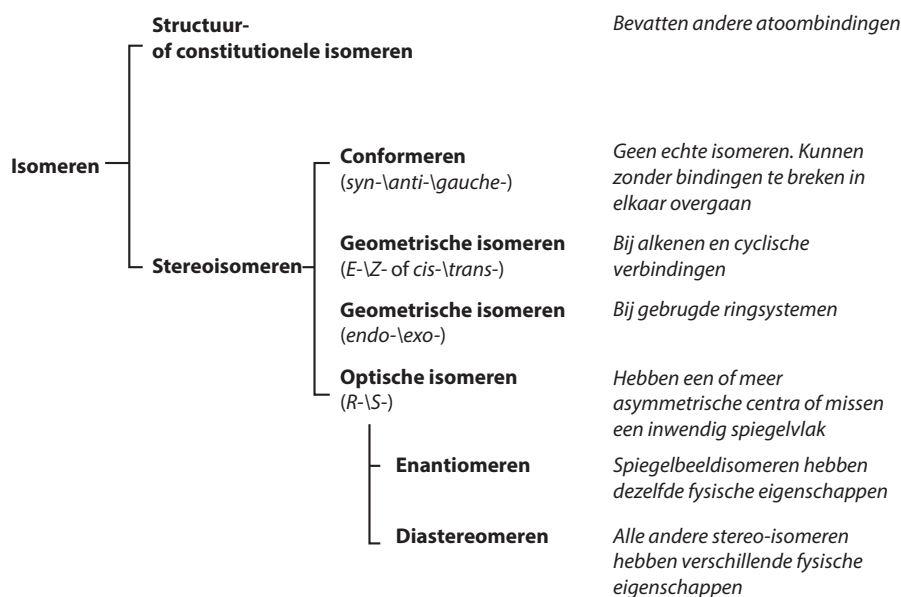 Structuur-
of constitutionele isomeren
Bevatten andere atoombindingen
Isomeren
Stereoisomeren
Conformeren
(syn-\anti-\gauche-)
Geen echte isomeren. Kunnen
zonder bindingen te breken in
elkaar overgaan
Geometrische isomeren
(E-\Z- of cis-\trans-)
Bij alkenen en cyclische
verbindingen
Geometrische isomeren
(endo-\exo-)
Bij gebrugde ringsystemen
Optische isomeren
(R-\S-)
Hebben een of meer
asymmetrische centra of missen
een inwendig spiegelvlak
Enantiomeren
Spiegelbeeldisomeren hebben
dezelfde fysische eigenschappen
Diastereomeren
Alle andere stereo-isomeren
hebben verschillende fysische
eigenschappen